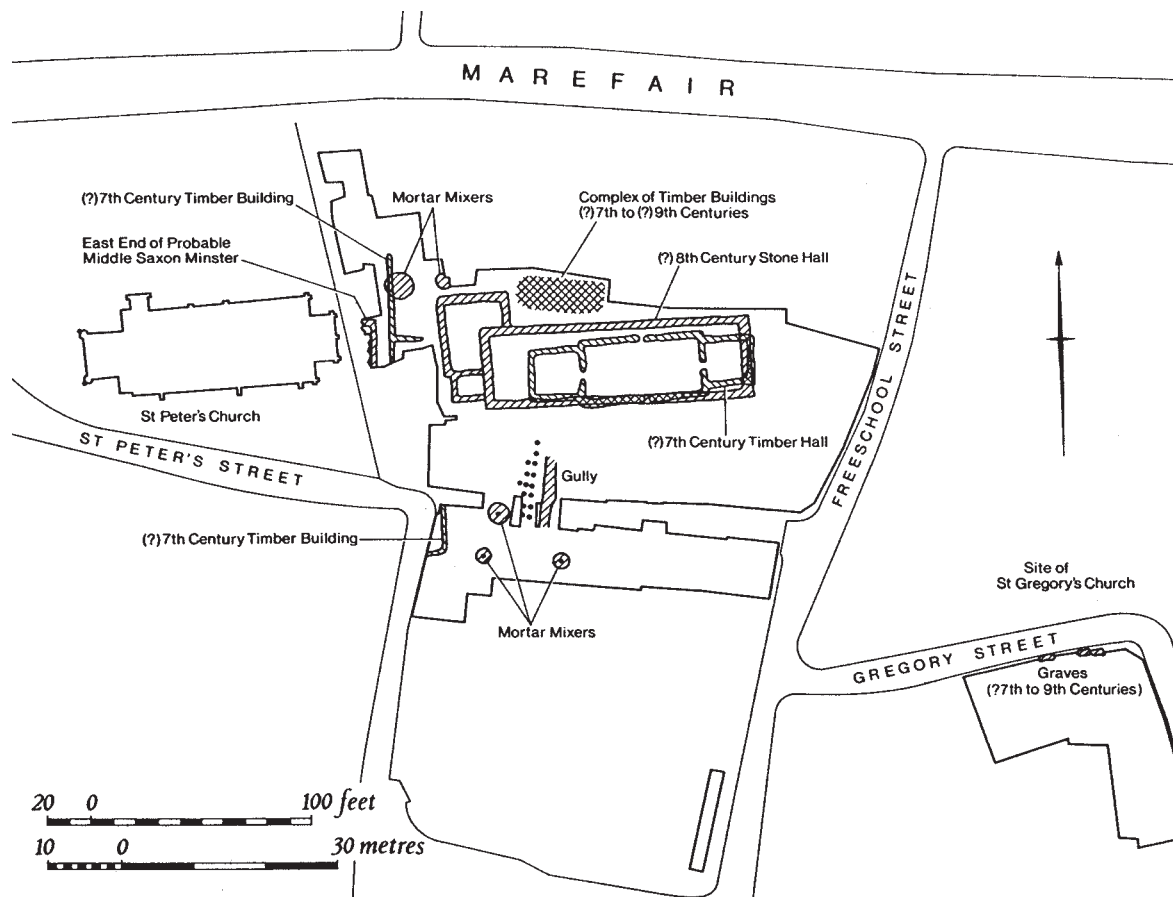 MAREFAIR
(?)7th Century Timber Building
Mortar Mixers
Complex of Timber Buildings
(?)7th to (?)9th Centuries
East End of Probable
Middle Saxon Minster
(?)8th Century Stone Hall
FREESCHOOL STREET
St Peter's Church
ST PETER'S STREET
(?)7th Century Timber Hall
Gully
(?)7th Century Timber Building
Site of
St Gregory's Church
Mortar Mixers
GREGORY STREET
Graves
(?7th to 9th Centuries)
20 0 100 feet
10 0 30 metres